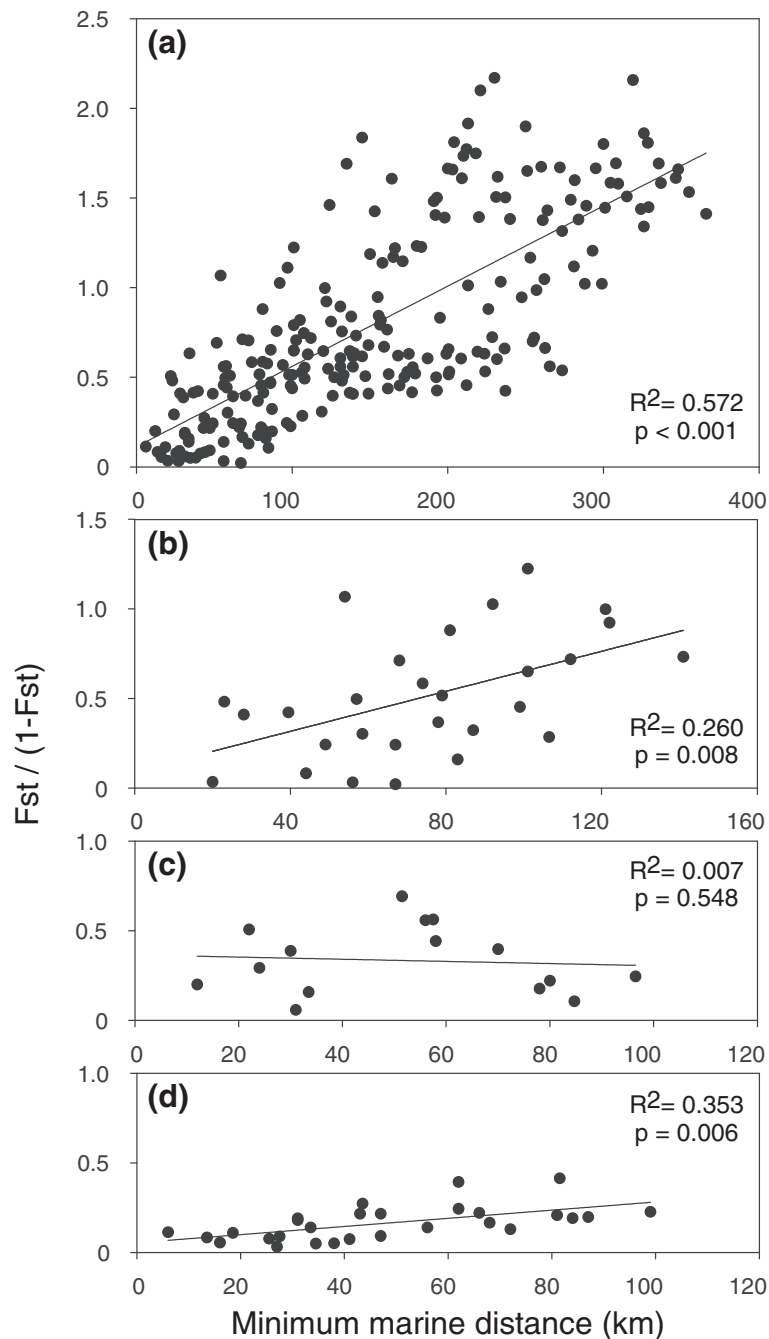 (a)
2.5
2.0
1.5
1.0
0.5
0
R2= 0.572
p < 0.001
0 100 200 300 400
(b)
1.5
1.0
0.5
0
R2= 0.260
p = 0.008
0 40 80 120 160
Fst / (1-Fst)
(c)
1.0
0.5
0
R2= 0.007
p = 0.548
0 20 40 60 80 100 120
(d)
1.0
0.5
0
R2= 0.353
p = 0.006
0 20 40 60 80 100 120
Minimum marine distance (km)